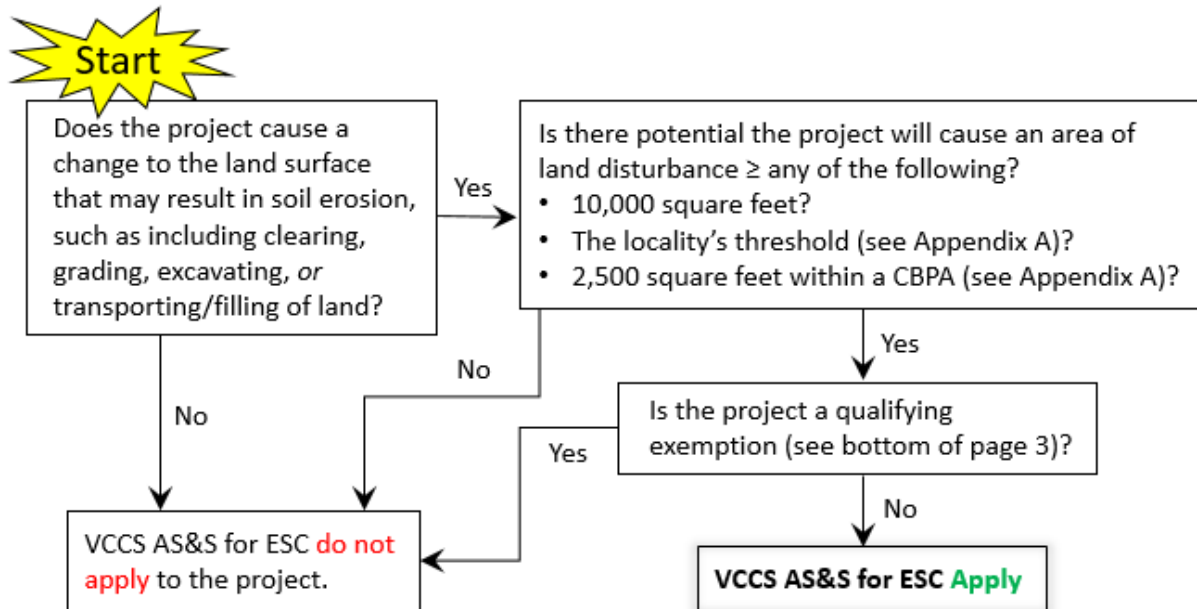 Start
Does the project cause a
change to the land surface
that may result in soil erosion,
such as including clearing,
grading, excavating, or
transporting/filling of land?
Yes
Is there potential the project will cause an area of
land disturbance ≥ any of the following?
• 10,000 square feet?
• The locality's threshold (see Appendix A)?
• 2,500 square feet within a CBPA (see Appendix A)?
No
No
Yes
Is the project a qualifying
exemption (see bottom of page 3)?
Yes
No
VCCS AS&S for ESC do not
apply to the project.
VCCS AS&S for ESC Apply